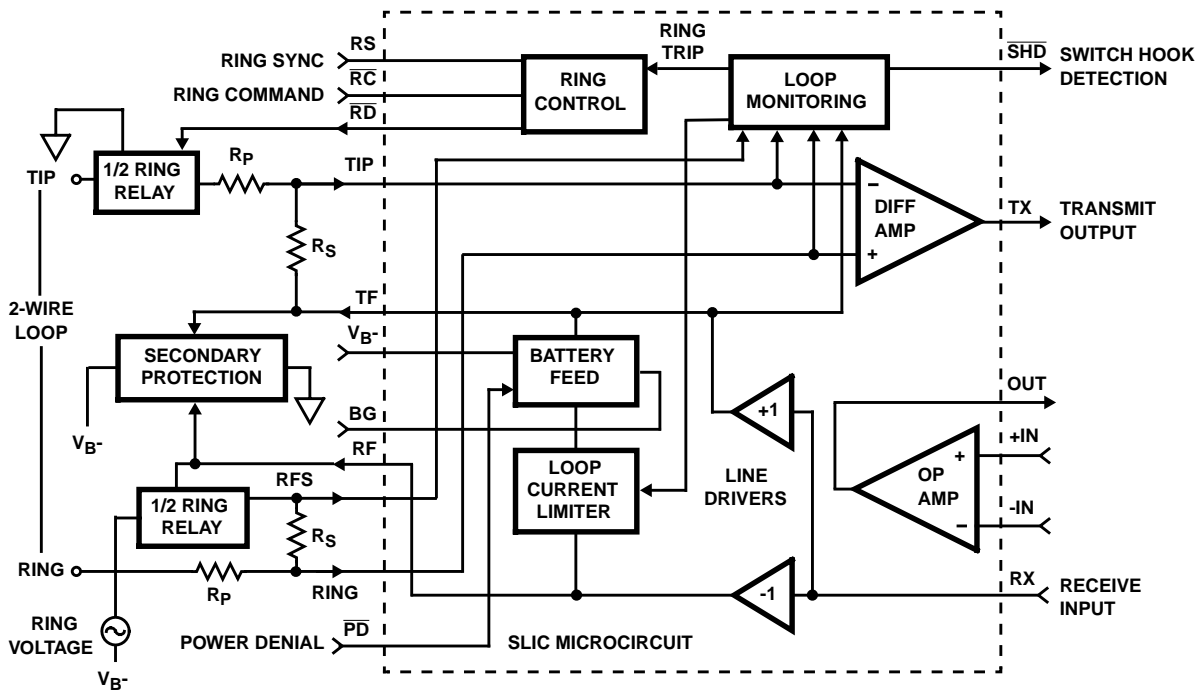 RS
RING SYNC
RC
RING COMMAND
RD
RING
TRIP
RING
CONTROL
LOOP
MONITORING
SHD
SWITCH HOOK
DETECTION
TIP
1/2 RING
RELAY
RP
TIP
RS
DIFF
AMP
−
+
TX
TRANSMIT
OUTPUT
2-WIRE
LOOP
TF
VB-
SECONDARY
PROTECTION
VB-
BG
BATTERY
FEED
+1
OUT
+IN
OP
AMP
+
−
-IN
RF
RFS
1/2 RING
RELAY
RS
LOOP
CURRENT
LIMITER
LINE
DRIVERS
RING
RP
RING
-1
RX
RECEIVE
INPUT
RING
VOLTAGE
VB-
POWER DENIAL
PD
SLIC MICROCIRCUIT